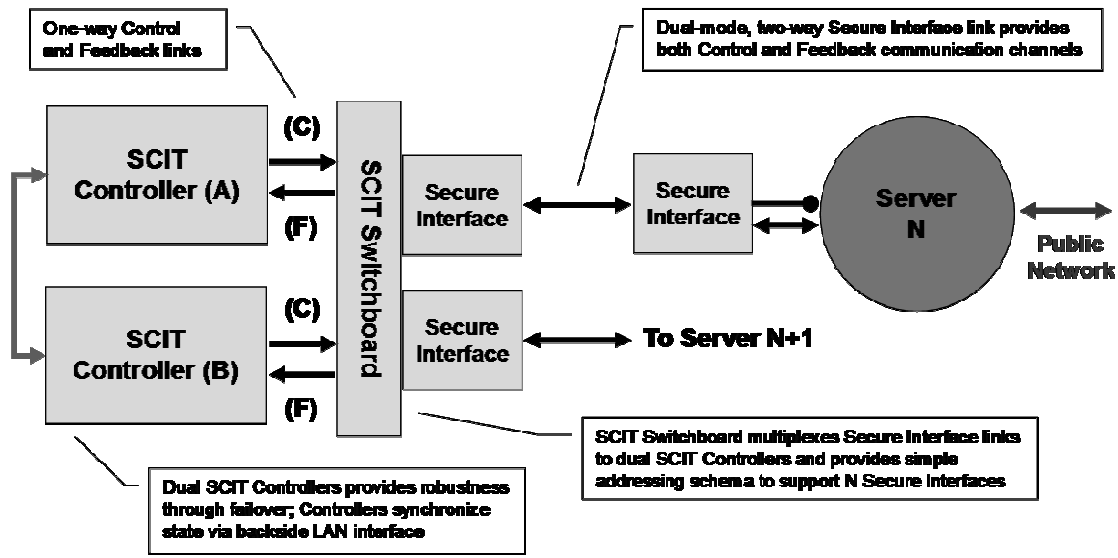 One-way Control
and Feedback links
Dual-mode, two-way Secure Interface link provides
both Control and Feedback communication channels
SCIT
Controller (A)
(C)
(F)
SCIT Switchboard
Secure
Interface
Secure
Interface
Server
N
Public
Network
SCIT
Controller (B)
(C)
(F)
Secure
Interface
To Server N+1
SCIT Switchboard multiplexes Secure Interface links
to dual SCIT Controllers and provides simple
addressing schema to support N Secure Interfaces
Dual SCIT Controllers provides robustness
through failover; Controllers synchronize
state via backside LAN interface